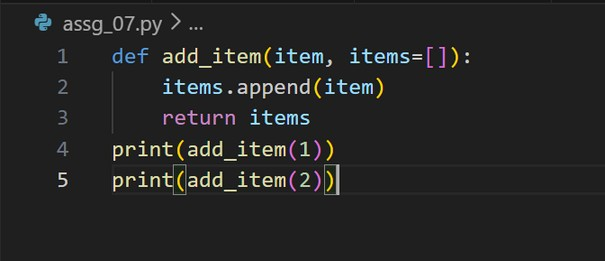 assg_07.py > ...
1 def add_item(item, items=[]):
2     items.append(item)
3     return items
4 print(add_item(1))
5 print(add_item(2))